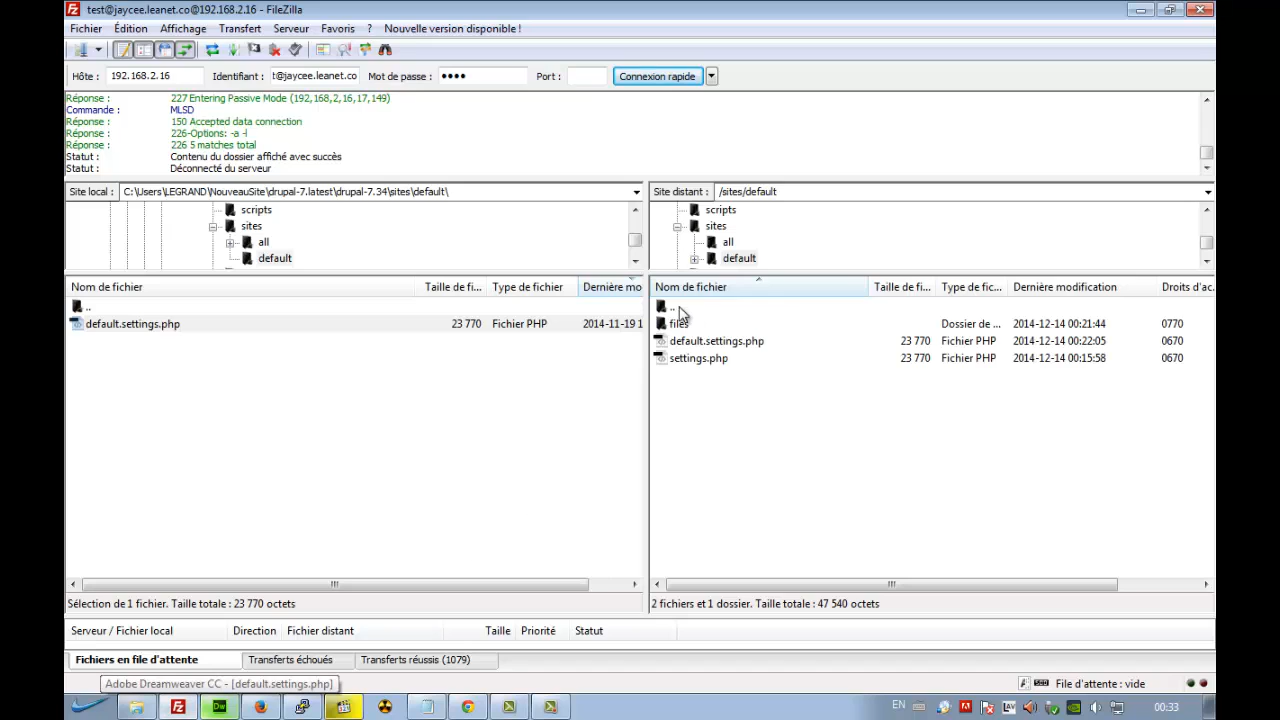 test@jaycee.leanet.co@192.168.2.16 - FileZilla
Fichier Édition Affichage Transfert Serveur Favoris ? Nouvelle version disponible !
Hôte : 192.168.2.16 Identifiant : t@jaycee.leanet.co Mot de passe : •••• Port : Connexion rapide
Réponse : 227 Entering Passive Mode (192,168,2,16,17,149)
Commande : MLSD
Réponse : 150 Accepted data connection
Réponse : 226-Options: -a -l
Réponse : 226 5 matches total
Statut : Contenu du dossier affiché avec succès
Statut : Déconnecté du serveur
Site local : C:\Users\LEGRAND\NouveauSite\drupal-7.latest\drupal-7.34\sites\default\
scripts
sites
all
default
Nom de fichier Taille de fi... Type de fichier Dernière mo
..
default.settings.php 23 770 Fichier PHP 2014-11-19 1
Sélection de 1 fichier. Taille totale : 23 770 octets
Site distant : /sites/default
scripts
sites
all
default
Nom de fichier Taille de fi... Type de fic... Dernière modification Droits d'ac.
..
files Dossier de ... 2014-12-14 00:21:44 0770
default.settings.php 23 770 Fichier PHP 2014-12-14 00:22:05 0670
settings.php 23 770 Fichier PHP 2014-12-14 00:15:58 0670
2 fichiers et 1 dossier. Taille totale : 47 540 octets
Serveur / Fichier local Direction Fichier distant Taille Priorité Statut
Fichiers en file d'attente Transferts échoués Transferts réussis (1079)
Adobe Dreamweaver CC - [default.settings.php]
File d'attente : vide
Dw
EN
00:33